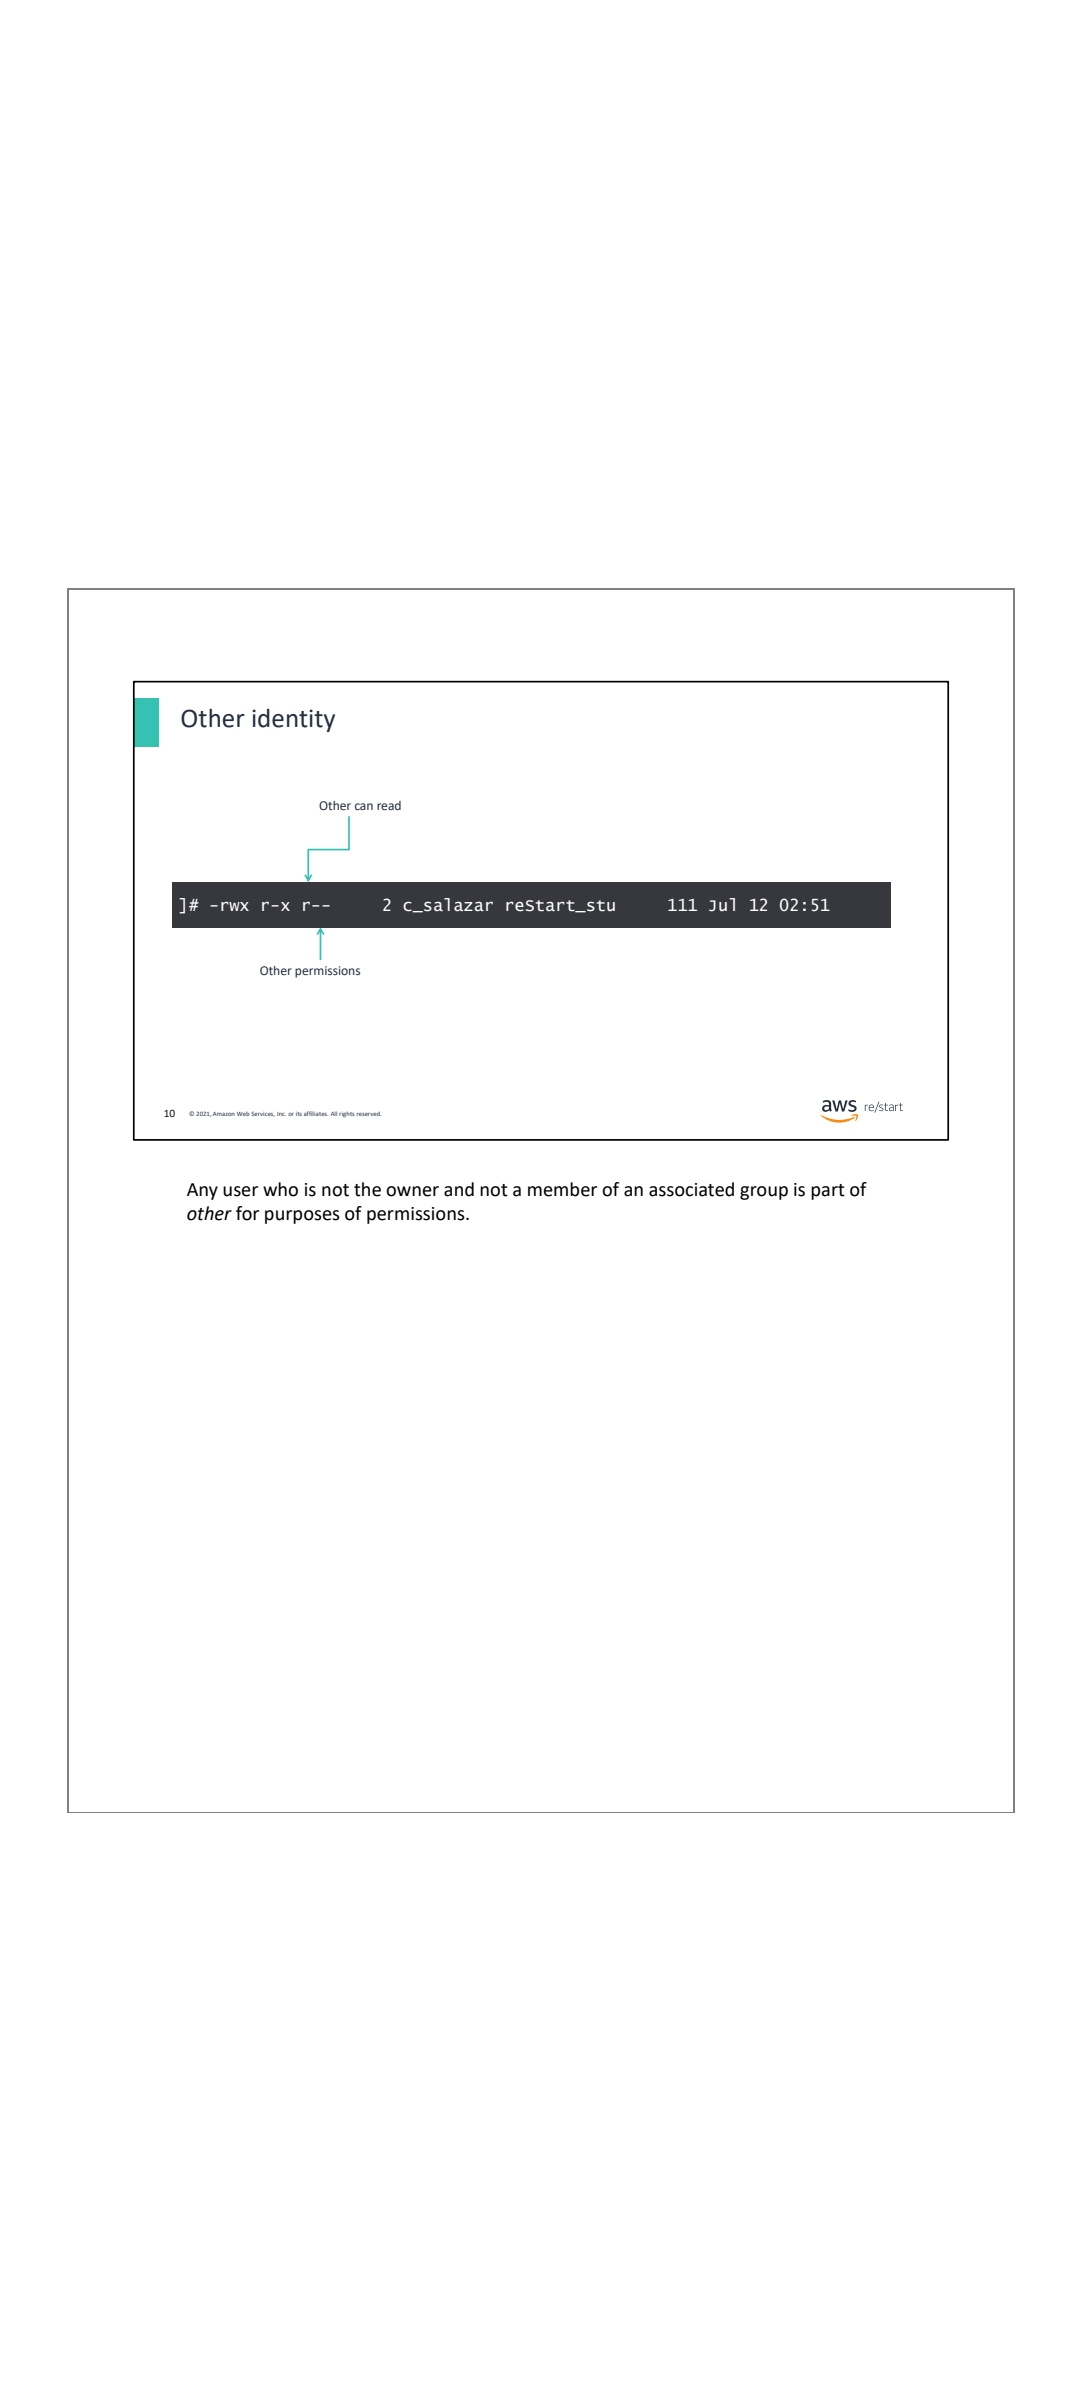 Other identity
Other can read
]# -rwx r-x r--     2 c_salazar reStart_stu     111 Jul 12 02:51
Other permissions
10 © 2021, Amazon Web Services, Inc. or its affiliates. All rights reserved.
aws re/start
Any user who is not the owner and not a member of an associated group is part of
other for purposes of permissions.